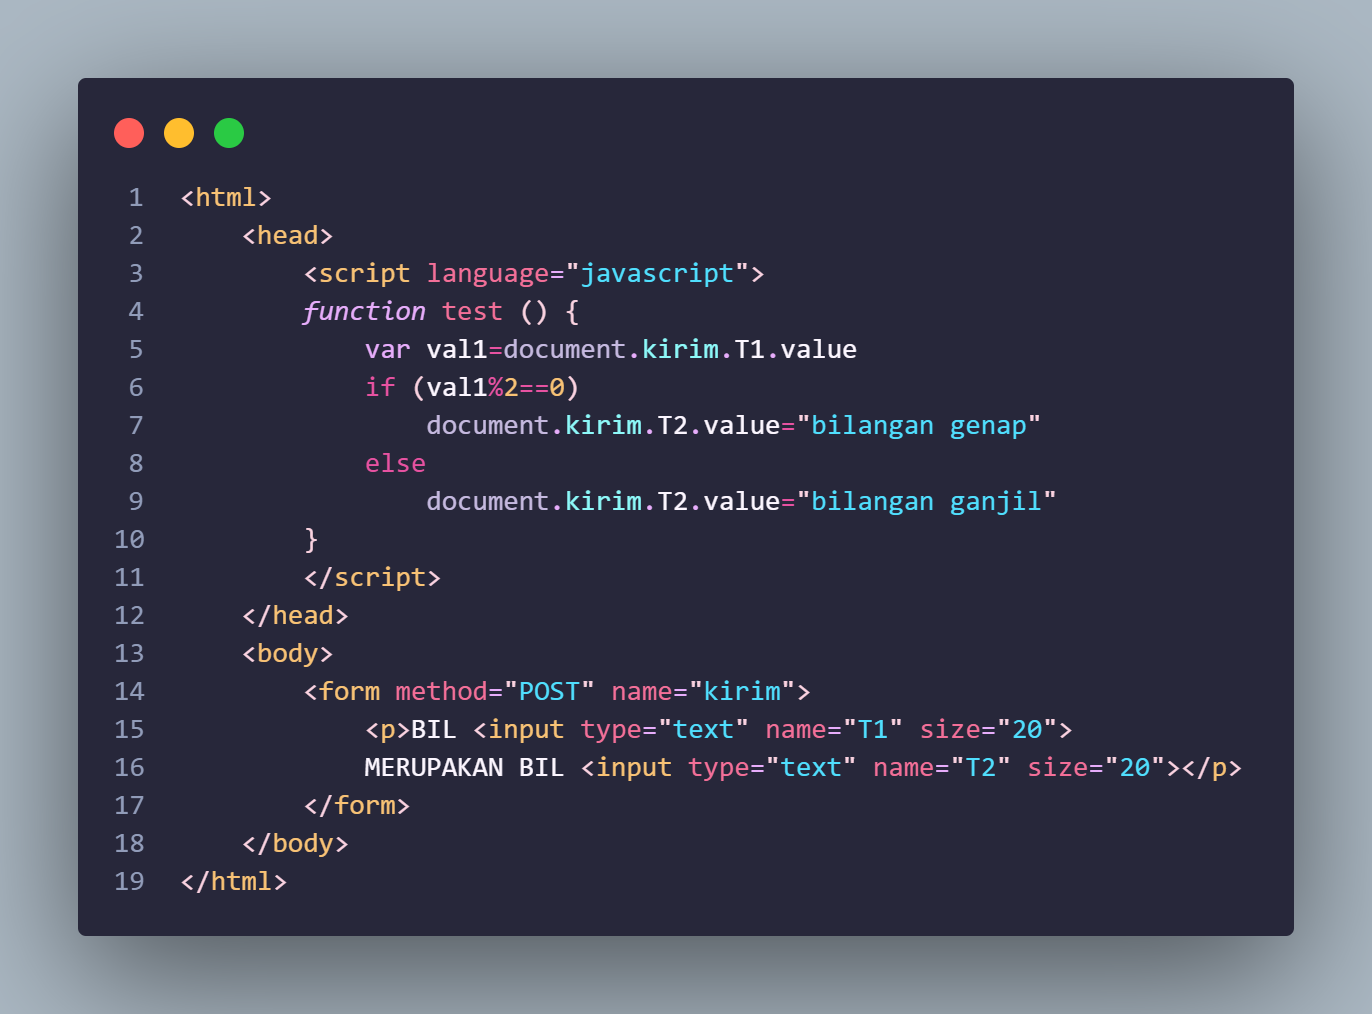 1 <html>
2     <head>
3         <script language="javascript">
4         function test () {
5             var val1=document.kirim.T1.value
6             if (val1%2==0)
7                 document.kirim.T2.value="bilangan genap"
8             else
9                 document.kirim.T2.value="bilangan ganjil"
10         }
11         </script>
12     </head>
13     <body>
14         <form method="POST" name="kirim">
15             <p>BIL <input type="text" name="T1" size="20">
16             MERUPAKAN BIL <input type="text" name="T2" size="20"></p>
17         </form>
18     </body>
19 </html>